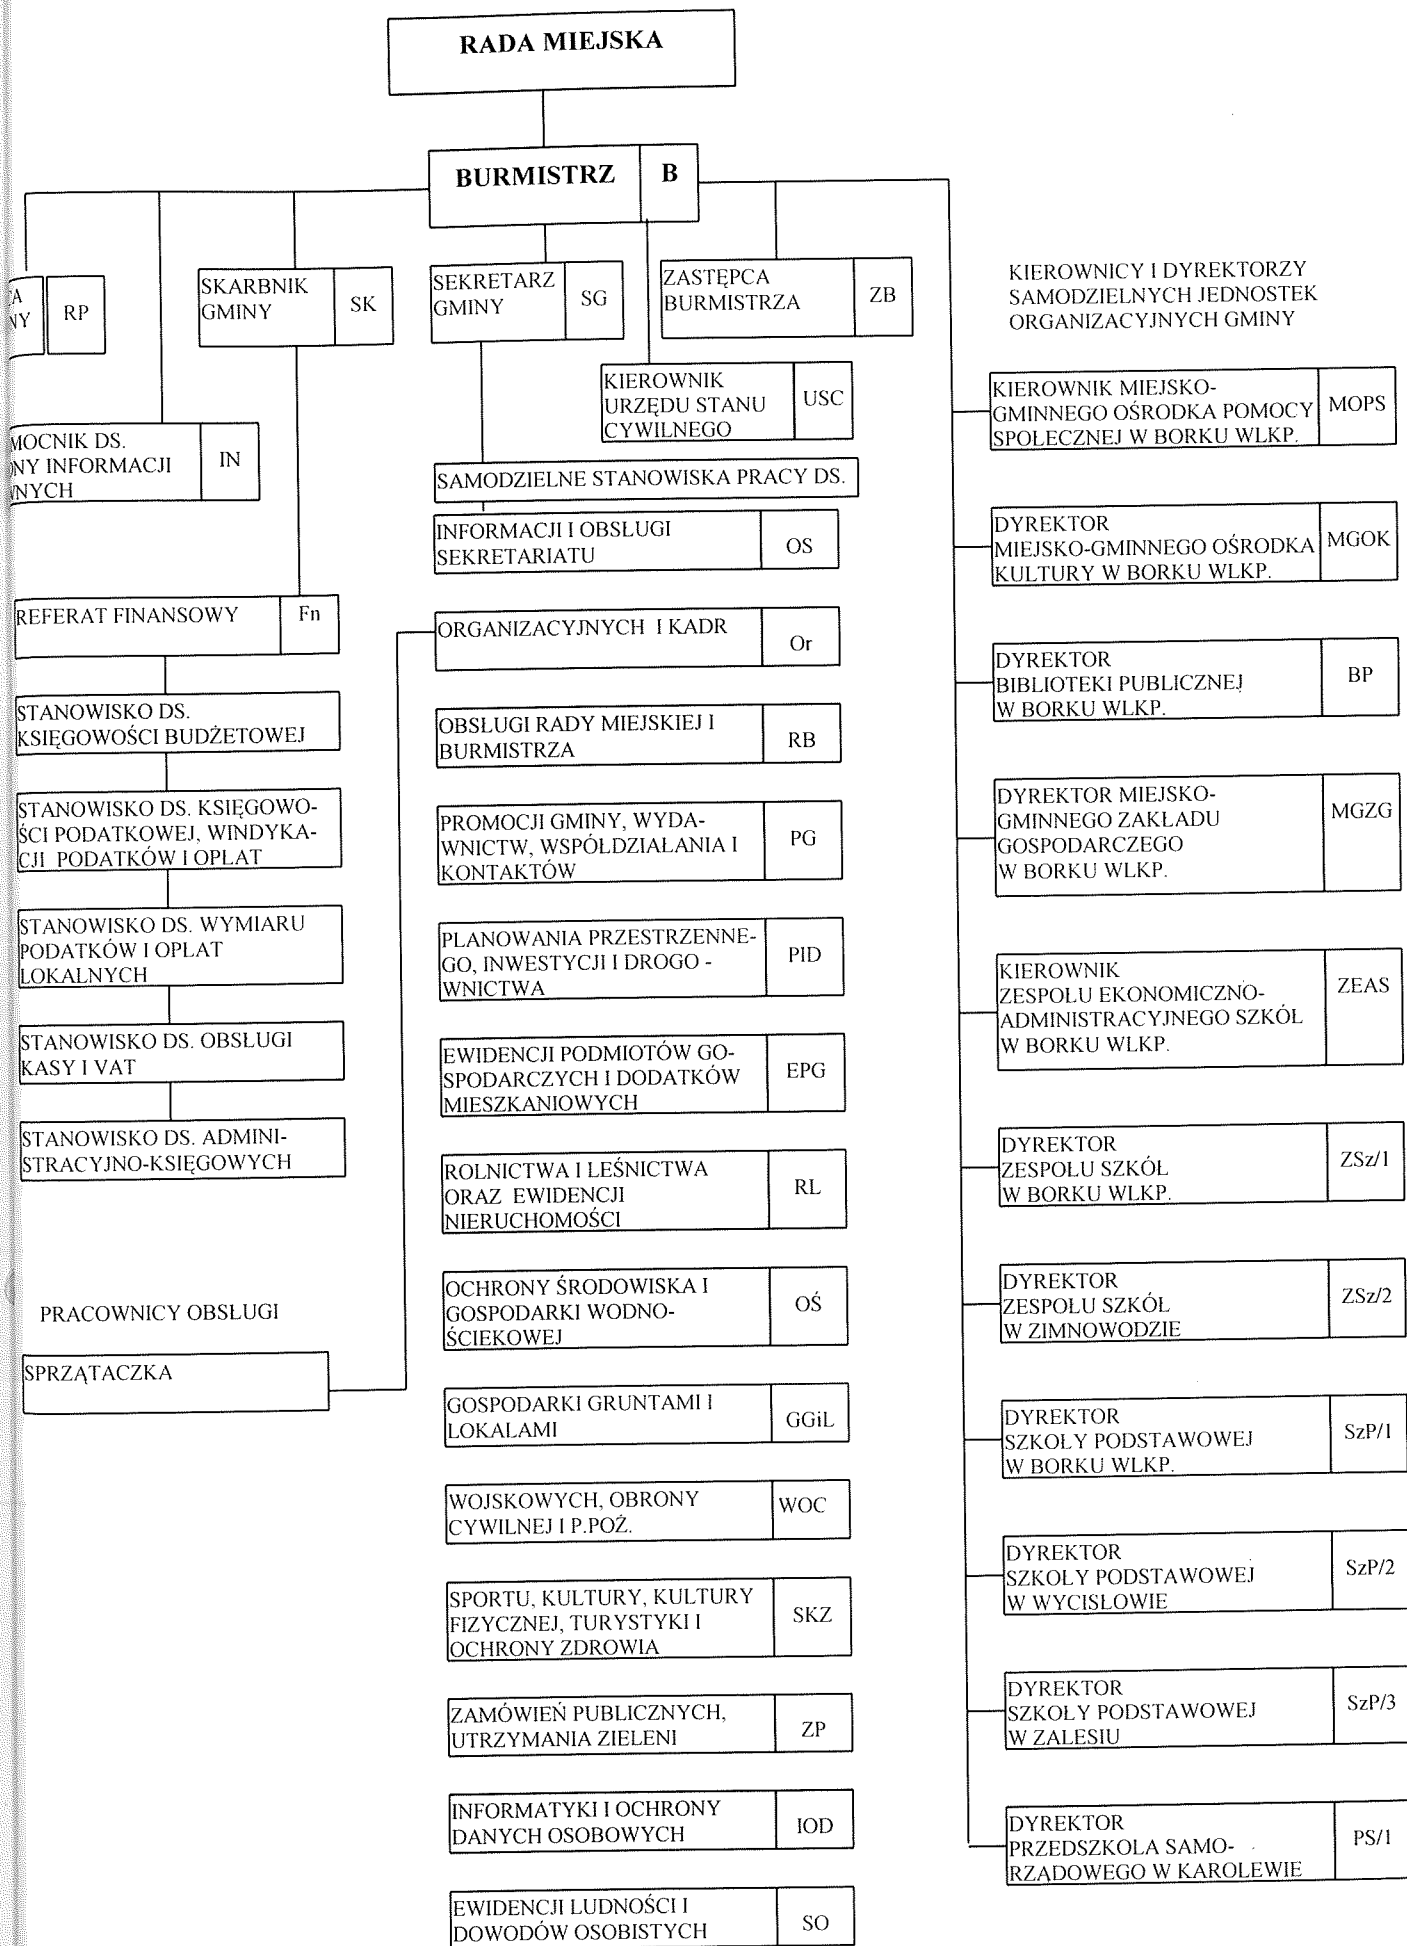 RADA MIEJSKA
BURMISTRZ B
RP
SKARBNIK
GMINY SK
SEKRETARZ
GMINY SG
ZASTĘPCA
BURMISTRZA ZB
KIEROWNIK
URZĘDU STANU
CYWILNEGO USC
DS.
INFORMACJI IN
SAMODZIELNE STANOWISKA PRACY DS.
INFORMACJI I OBSŁUGI
SEKRETARIATU OS
ORGANIZACYJNYCH I KADR Or
OBSŁUGI RADY MIEJSKIEJ I
BURMISTRZA RB
PROMOCJI GMINY, WYDA-
WNICTW, WSPÓŁDZIAŁANIA I
KONTAKTÓW PG
PLANOWANIA PRZESTRZENNE-
GO, INWESTYCJI I DROGO -
WNICTWA PID
EWIDENCJI PODMIOTÓW GO-
SPODARCZYCH I DODATKÓW
MIESZKANIOWYCH EPG
ROLNICTWA I LEŚNICTWA
ORAZ EWIDENCJI
NIERUCHOMOŚCI RL
OCHRONY ŚRODOWISKA I
GOSPODARKI WODNO-
ŚCIEKOWEJ OŚ
GOSPODARKI GRUNTAMI I
LOKALAMI GGiL
WOJSKOWYCH, OBRONY
CYWILNEJ I P.POŻ. WOC
SPORTU, KULTURY, KULTURY
FIZYCZNEJ, TURYSTYKI I
OCHRONY ZDROWIA SKZ
ZAMÓWIEŃ PUBLICZNYCH,
UTRZYMANIA ZIELENI ZP
INFORMATYKI I OCHRONY
DANYCH OSOBOWYCH IOD
EWIDENCJI LUDNOŚCI I
DOWODÓW OSOBISTYCH SO
REFERAT FINANSOWY Fn
STANOWISKO DS.
KSIĘGOWOŚCI BUDŻETOWEJ
STANOWISKO DS. KSIĘGOWO-
ŚCI PODATKOWEJ, WINDYKA-
CJI PODATKÓW I OPŁAT
STANOWISKO DS. WYMIARU
PODATKÓW I OPŁAT
LOKALNYCH
STANOWISKO DS. OBSŁUGI
KASY I VAT
STANOWISKO DS. ADMINI-
STRACYJNO-KSIĘGOWYCH
PRACOWNICY OBSŁUGI
SPRZĄTACZKA
KIEROWNICY I DYREKTORZY
SAMODZIELNYCH JEDNOSTEK
ORGANIZACYJNYCH GMINY
KIEROWNIK MIEJSKO-
GMINNEGO OŚRODKA POMOCY
SPOŁECZNEJ W BORKU WLKP. MOPS
DYREKTOR
MIEJSKO-GMINNEGO OŚRODKA
KULTURY W BORKU WLKP. MGOK
DYREKTOR
BIBLIOTEKI PUBLICZNEJ
W BORKU WLKP. BP
DYREKTOR MIEJSKO-
GMINNEGO ZAKŁADU
GOSPODARCZEGO
W BORKU WLKP. MGZG
KIEROWNIK
ZESPOŁU EKONOMICZNO-
ADMINISTRACYJNEGO SZKÓŁ
W BORKU WLKP. ZEAS
DYREKTOR
ZESPOŁU SZKÓŁ
W BORKU WLKP. ZSz/1
DYREKTOR
ZESPOŁU SZKÓŁ
W ZIMNOWODZIE ZSz/2
DYREKTOR
SZKOŁY PODSTAWOWEJ
W BORKU WLKP. SzP/1
DYREKTOR
SZKOŁY PODSTAWOWEJ
W WYCISŁOWIE SzP/2
DYREKTOR
SZKOŁY PODSTAWOWEJ
W ZALESIU SzP/3
DYREKTOR
PRZEDSZKOLA SAMO-
RZĄDOWEGO W KAROLEWIE PS/1